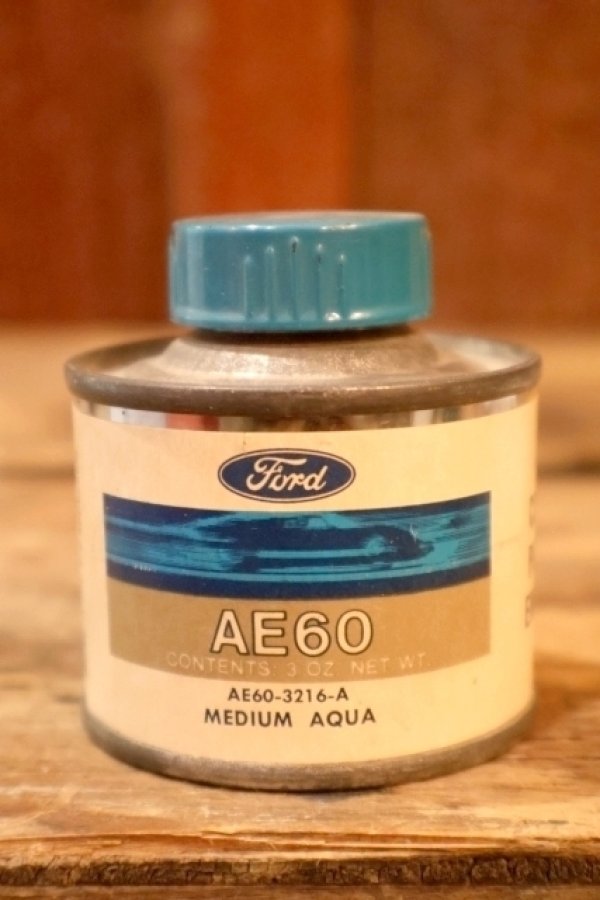 Ford
AE60
CONTENTS: 3 OZ. NET WT.
AE60-3216-A
MEDIUM AQUA